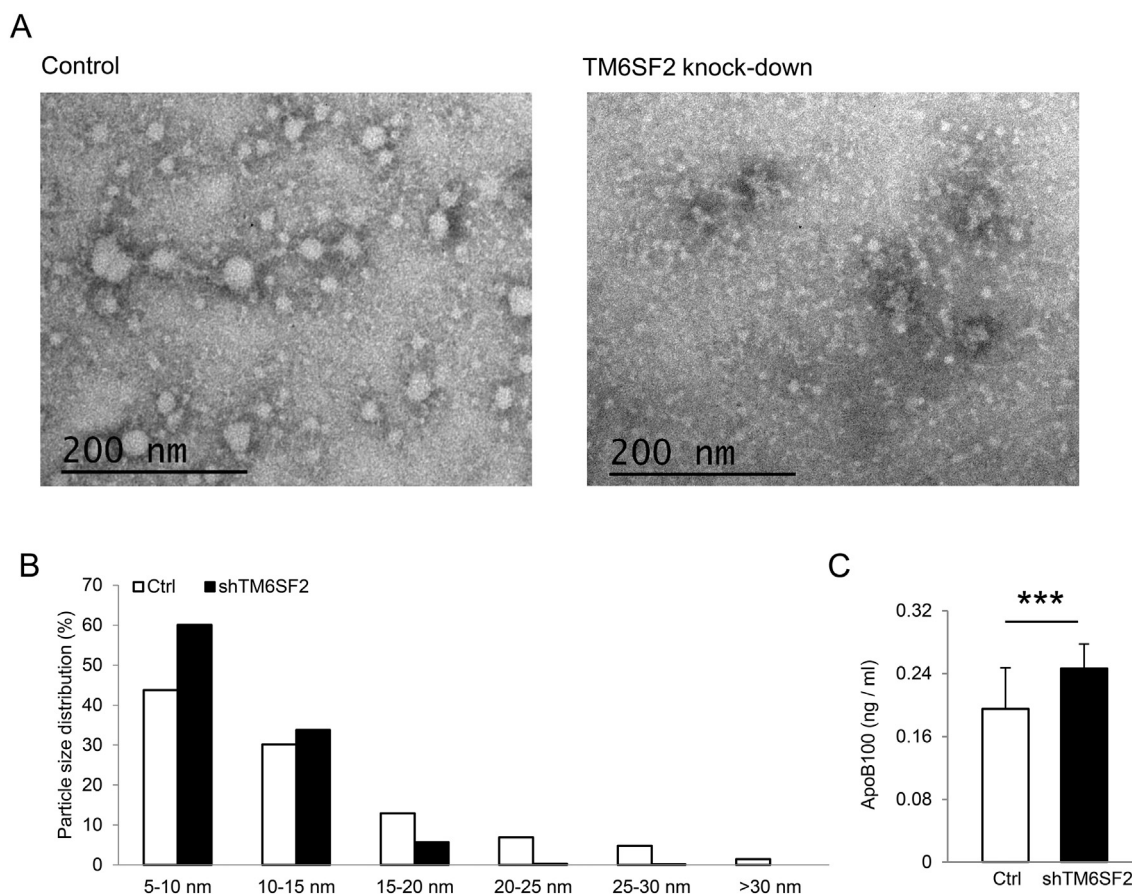 A
Control
TM6SF2 knock-down
200 nm
200 nm
B
Ctrl
shTM6SF2
70
60
50
40
30
20
10
0
Particle size distribution (%)
5-10 nm
10-15 nm
15-20 nm
20-25 nm
25-30 nm
>30 nm
C
***
0.32
0.24
0.16
0.08
0
ApoB100 (ng / ml)
Ctrl
shTM6SF2